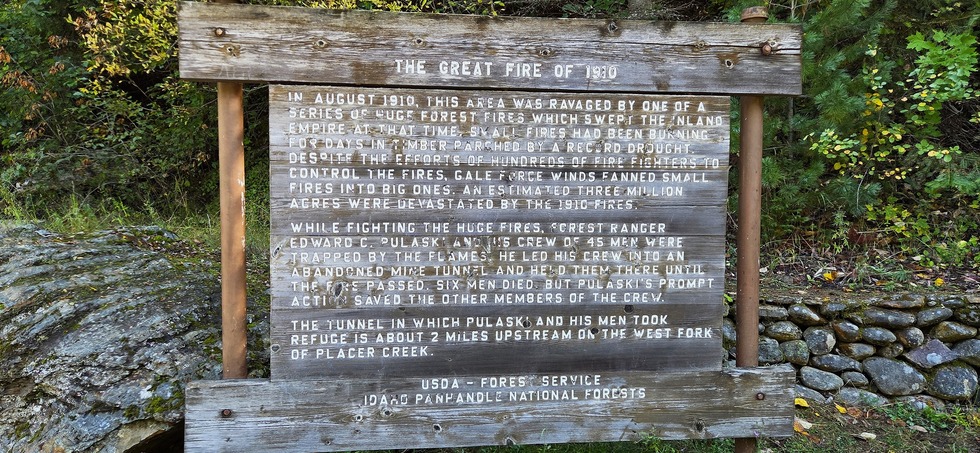 THE GREAT FIRE OF 1910
IN AUGUST 1910, THIS AREA WAS RAVAGED BY ONE OF A
SERIES OF HUGE FOREST FIRES WHICH SWEPT THE INLAND
EMPIRE AT THAT TIME, SMALL FIRES HAD BEEN BURNING
FOR DAYS IN TIMBER PARCHED BY A RECORD DROUGHT.
DESPITE THE EFFORTS OF HUNDREDS OF FIRE FIGHTERS TO
CONTROL THE FIRES, GALE FORCE WINDS FANNED SMALL
FIRES INTO BIG ONES. AN ESTIMATED THREE MILLION
ACRES WERE DEVASTATED BY THE 1910 FIRES.
WHILE FIGHTING THE HUGE FIRES, FOREST RANGER
EDWARD C. PULASKI AND HIS CREW OF 45 MEN WERE
TRAPPED BY THE FLAMES. HE LED HIS CREW INTO AN
ABANDONED MINE TUNNEL AND HELD THEM THERE UNTIL
THE FIRE PASSED. SIX MEN DIED. BUT PULASKI'S PROMPT
ACTION SAVED THE OTHER MEMBERS OF THE CREW.
THE TUNNEL IN WHICH PULASKI AND HIS MEN TOOK
REFUGE IS ABOUT 2 MILES UPSTREAM ON THE WEST FORK
OF PLACER CREEK.
USDA - FOREST SERVICE
IDAHO PANHANDLE NATIONAL FORESTS